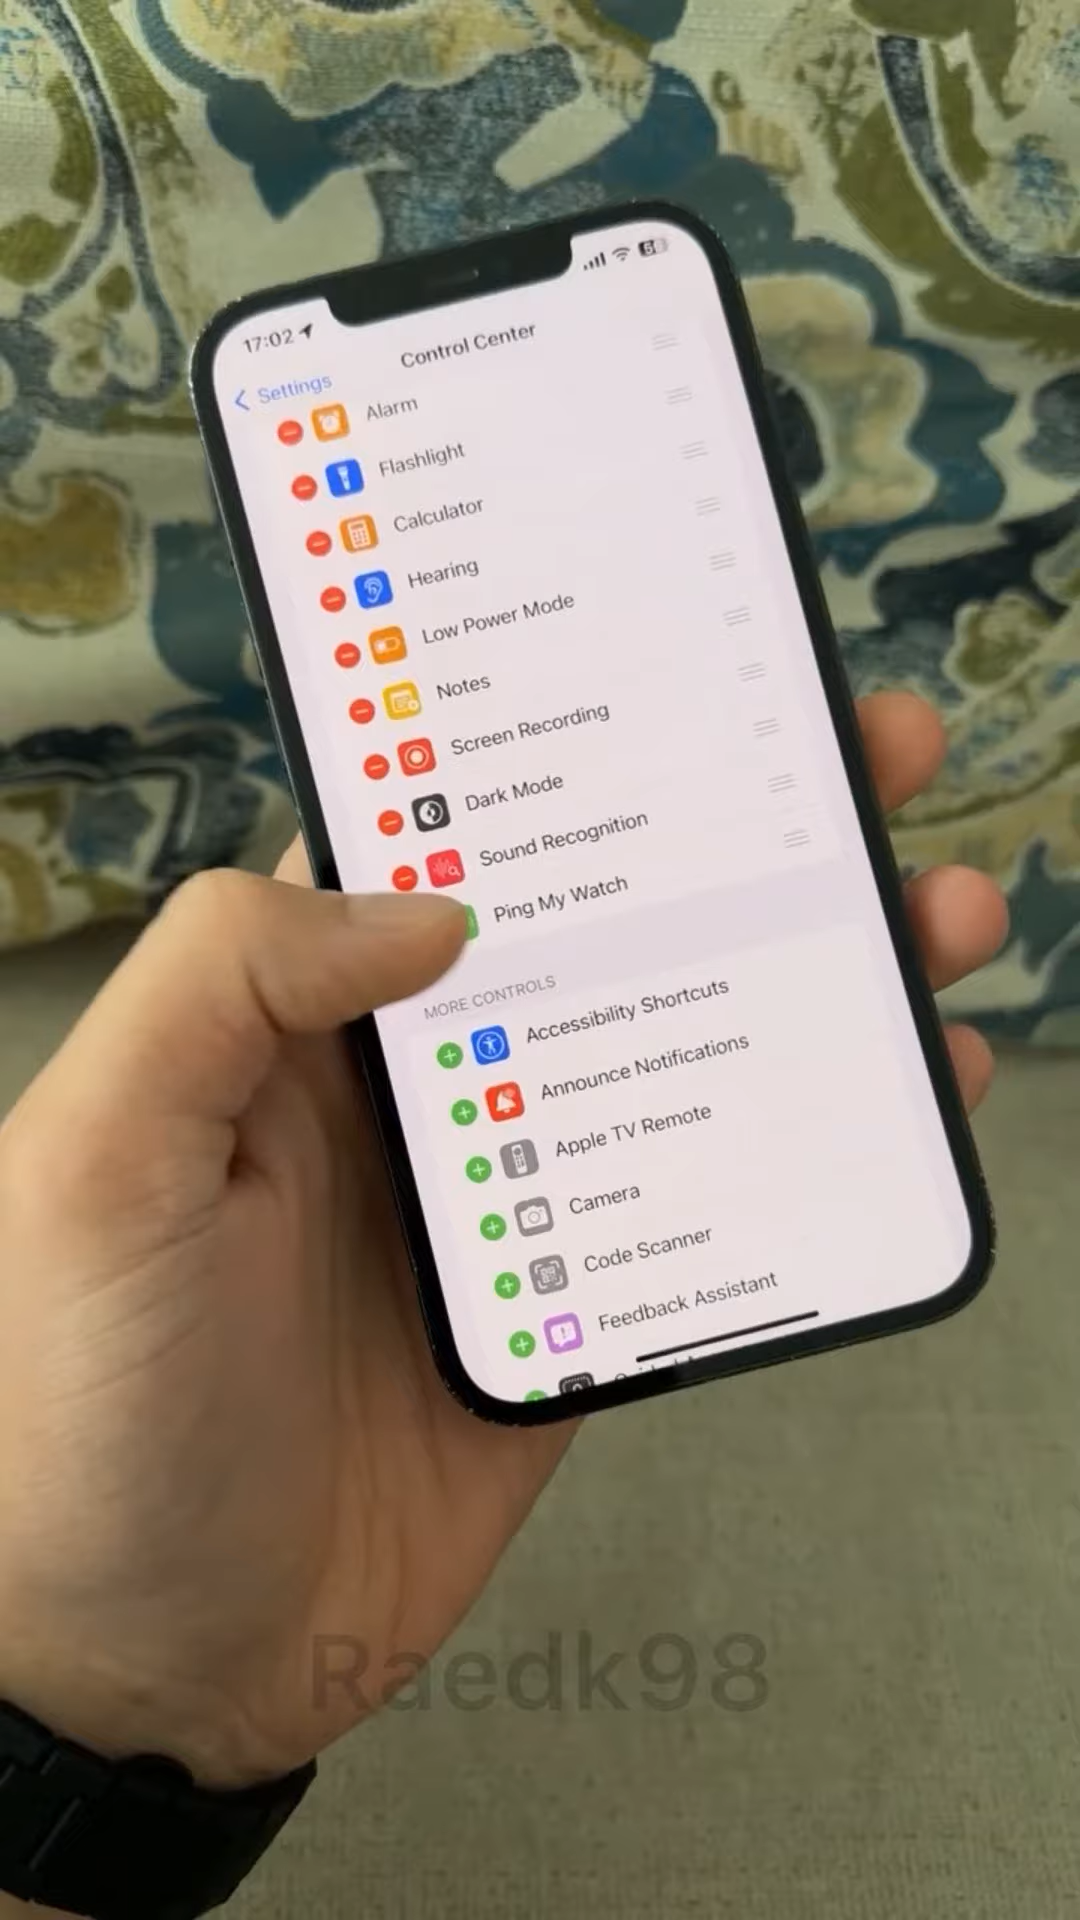 17:02
Control Center
Settings
Alarm
Flashlight
Calculator
Hearing
Low Power Mode
Notes
Screen Recording
Dark Mode
Sound Recognition
Ping My Watch
MORE CONTROLS
Accessibility Shortcuts
Announce Notifications
Apple TV Remote
Camera
Code Scanner
Feedback Assistant
Raedk98